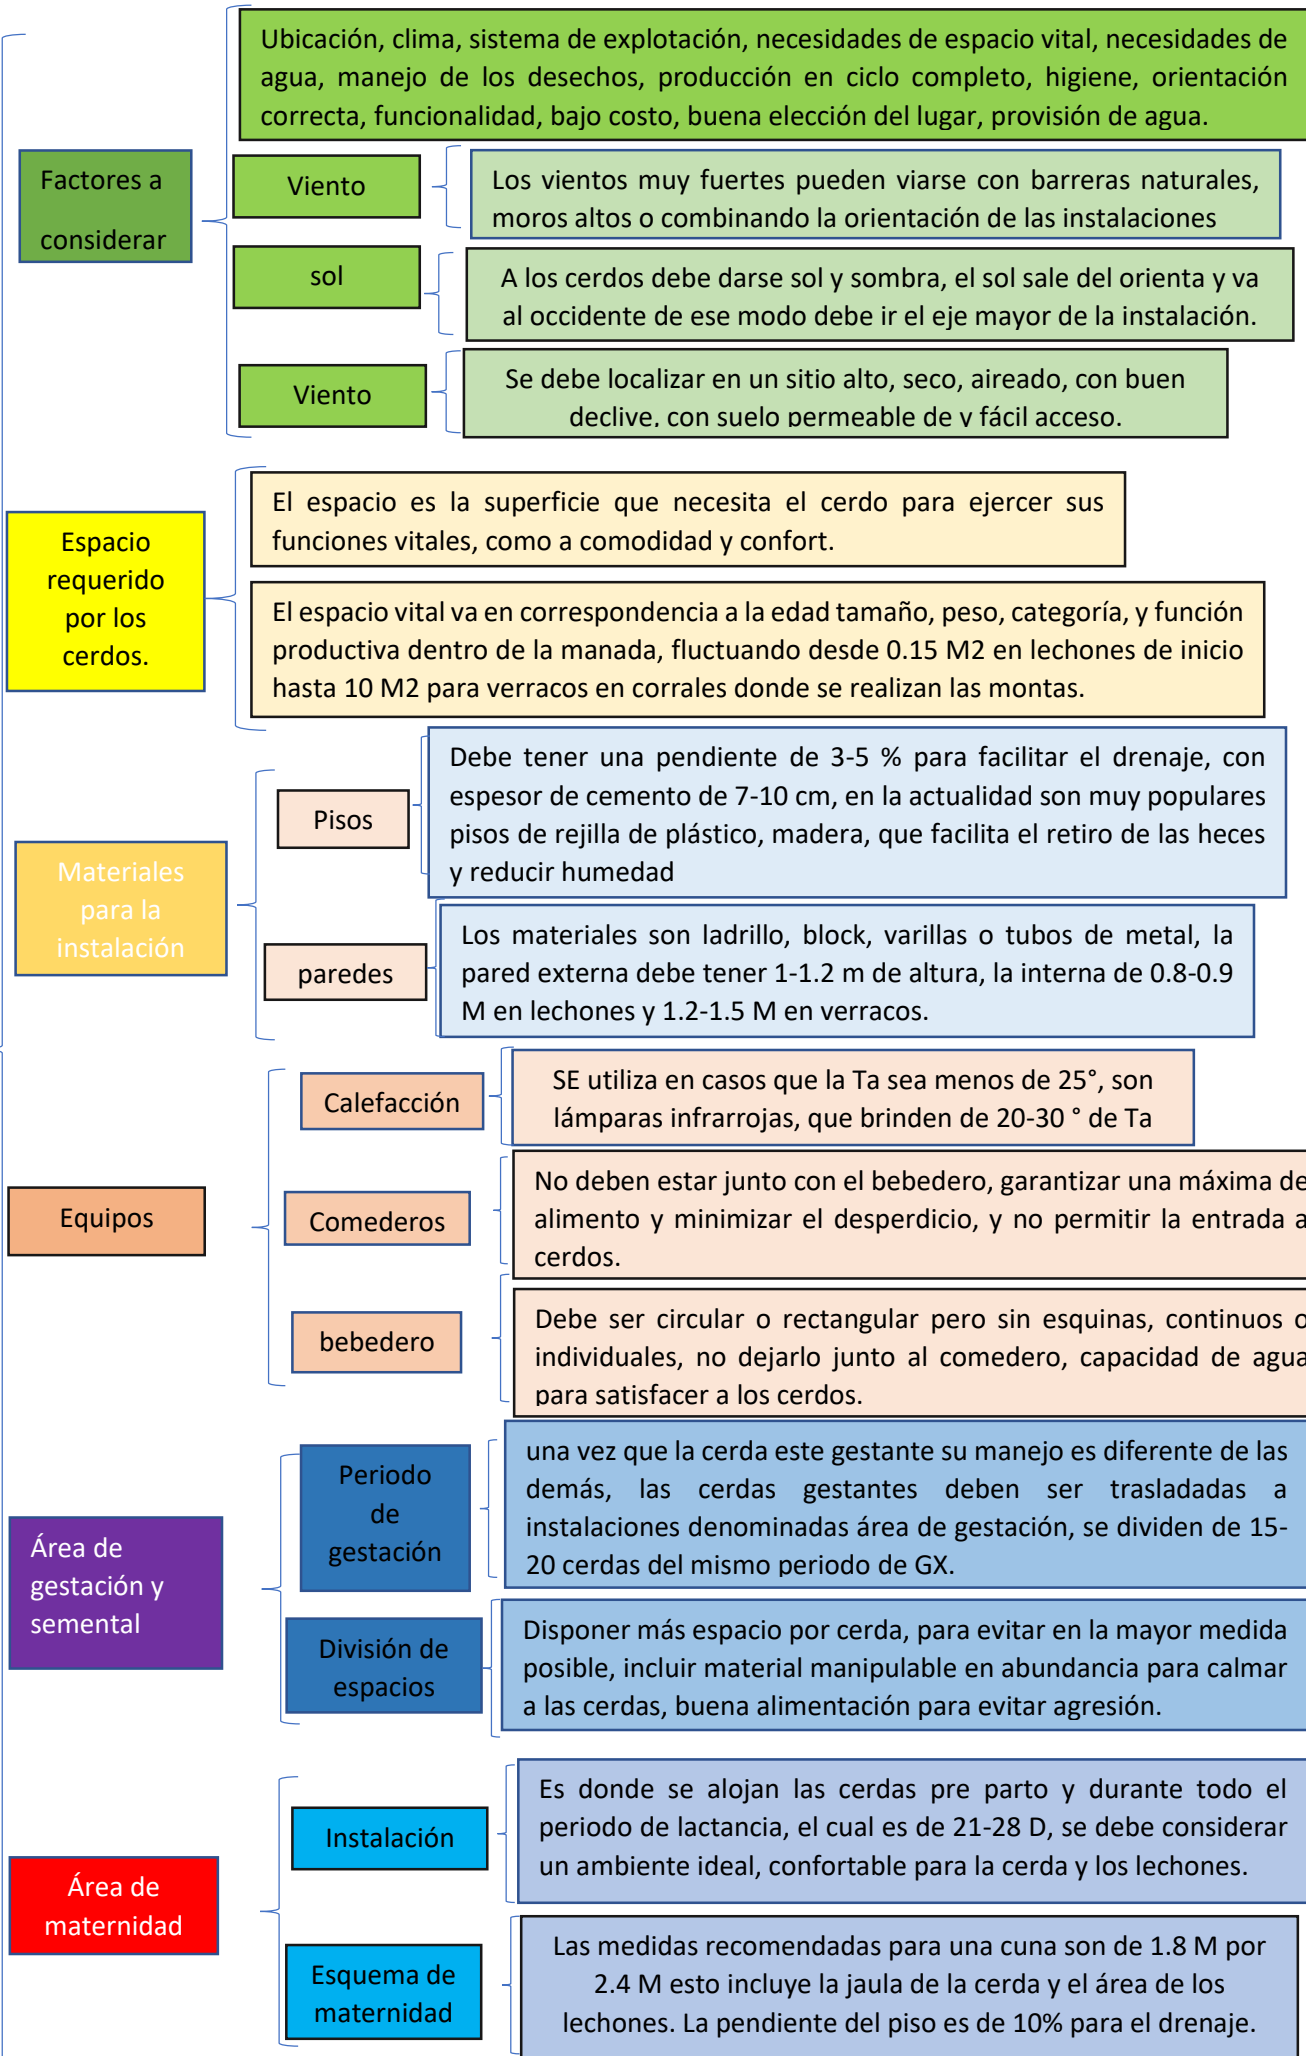 Ubicación, clima, sistema de explotación, necesidades de espacio vital, necesidades de
agua, manejo de los desechos, producción en ciclo completo, higiene, orientación
correcta, funcionalidad, bajo costo, buena elección del lugar, provisión de agua.
Factores a
considerar
Viento
Los vientos muy fuertes pueden viarse con barreras naturales,
moros altos o combinando la orientación de las instalaciones
sol
A los cerdos debe darse sol y sombra, el sol sale del orienta y va
al occidente de ese modo debe ir el eje mayor de la instalación.
Viento
Se debe localizar en un sitio alto, seco, aireado, con buen
declive, con suelo permeable de y fácil acceso.
Espacio
requerido
por los
cerdos.
El espacio es la superficie que necesita el cerdo para ejercer sus
funciones vitales, como a comodidad y confort.
El espacio vital va en correspondencia a la edad tamaño, peso, categoría, y función
productiva dentro de la manada, fluctuando desde 0.15 M2 en lechones de inicio
hasta 10 M2 para verracos en corrales donde se realizan las montas.
Materiales
para la
instalación
Pisos
Debe tener una pendiente de 3-5 % para facilitar el drenaje, con
espesor de cemento de 7-10 cm, en la actualidad son muy populares
pisos de rejilla de plástico, madera, que facilita el retiro de las heces
y reducir humedad
paredes
Los materiales son ladrillo, block, varillas o tubos de metal, la
pared externa debe tener 1-1.2 m de altura, la interna de 0.8-0.9
M en lechones y 1.2-1.5 M en verracos.
Equipos
Calefacción
SE utiliza en casos que la Ta sea menos de 25°, son
lámparas infrarrojas, que brinden de 20-30 ° de Ta
Comederos
No deben estar junto con el bebedero, garantizar una máxima de
alimento y minimizar el desperdicio, y no permitir la entrada a
cerdos.
bebedero
Debe ser circular o rectangular pero sin esquinas, continuos o
individuales, no dejarlo junto al comedero, capacidad de agua
para satisfacer a los cerdos.
Área de
gestación y
semental
Periodo
de
gestación
una vez que la cerda este gestante su manejo es diferente de las
demás, las cerdas gestantes deben ser trasladadas a
instalaciones denominadas área de gestación, se dividen de 15-
20 cerdas del mismo periodo de GX.
División de
espacios
Disponer más espacio por cerda, para evitar en la mayor medida
posible, incluir material manipulable en abundancia para calmar
a las cerdas, buena alimentación para evitar agresión.
Área de
maternidad
Instalación
Es donde se alojan las cerdas pre parto y durante todo el
periodo de lactancia, el cual es de 21-28 D, se debe considerar
un ambiente ideal, confortable para la cerda y los lechones.
Esquema de
maternidad
Las medidas recomendadas para una cuna son de 1.8 M por
2.4 M esto incluye la jaula de la cerda y el área de los
lechones. La pendiente del piso es de 10% para el drenaje.